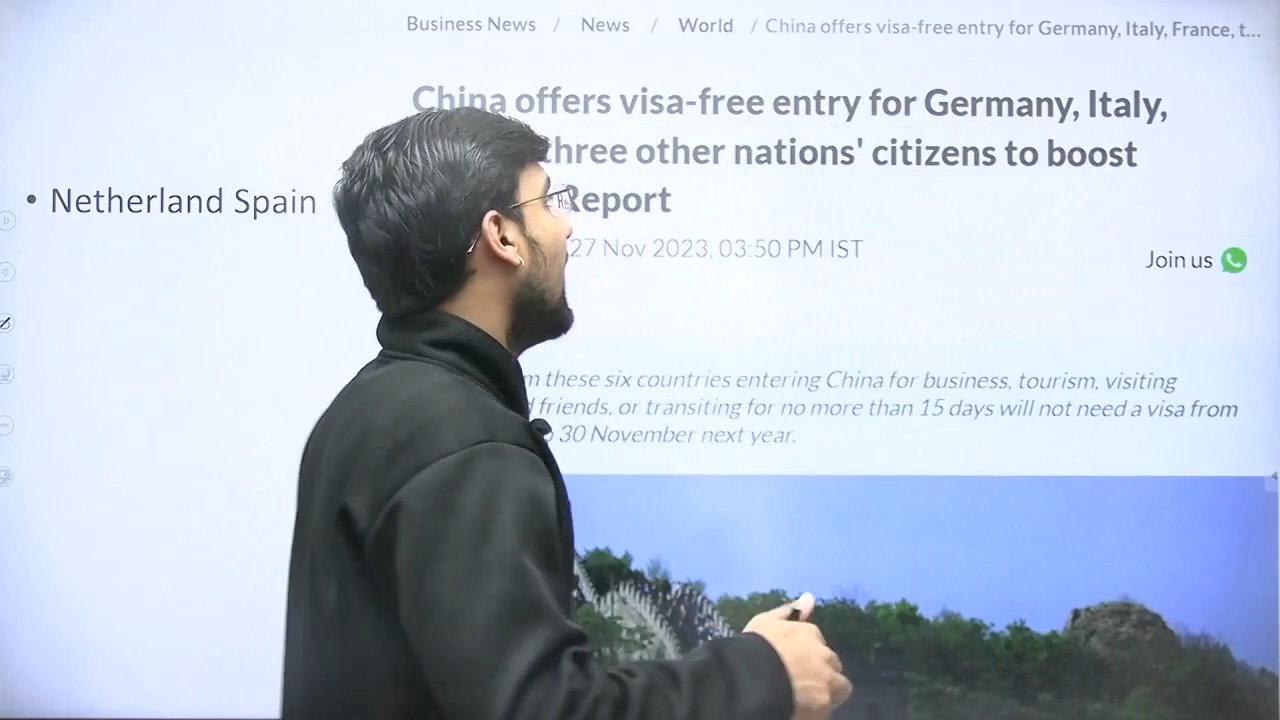 Business News / News / World / China offers visa-free entry for Germany, Italy, France, t...
China offers visa-free entry for Germany, Italy,
three other nations' citizens to boost
Report
• Netherland Spain
27 Nov 2023, 03:50 PM IST
Join us
these six countries entering China for business, tourism, visiting
friends, or transiting for no more than 15 days will not need a visa from
30 November next year.